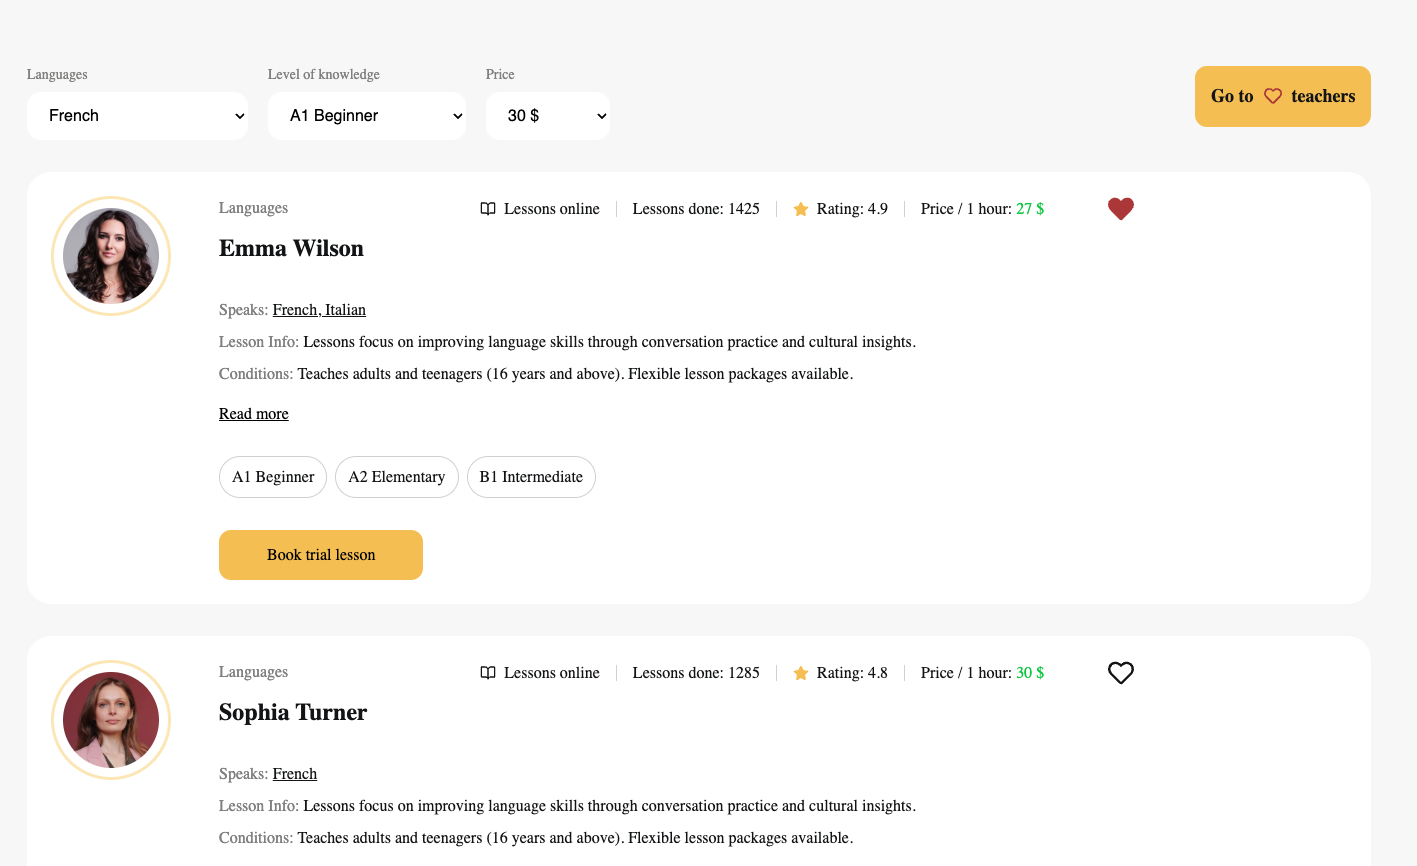 Languages
Level of knowledge
Price
French
A1 Beginner
30 $
Go to teachers
Languages
Lessons online
Lessons done: 1425
Rating: 4.9
Price / 1 hour: 27 $
Emma Wilson
Speaks: French, Italian
Lesson Info: Lessons focus on improving language skills through conversation practice and cultural insights.
Conditions: Teaches adults and teenagers (16 years and above). Flexible lesson packages available.
Read more
A1 Beginner
A2 Elementary
B1 Intermediate
Book trial lesson
Languages
Lessons online
Lessons done: 1285
Rating: 4.8
Price / 1 hour: 30 $
Sophia Turner
Speaks: French
Lesson Info: Lessons focus on improving language skills through conversation practice and cultural insights.
Conditions: Teaches adults and teenagers (16 years and above). Flexible lesson packages available.